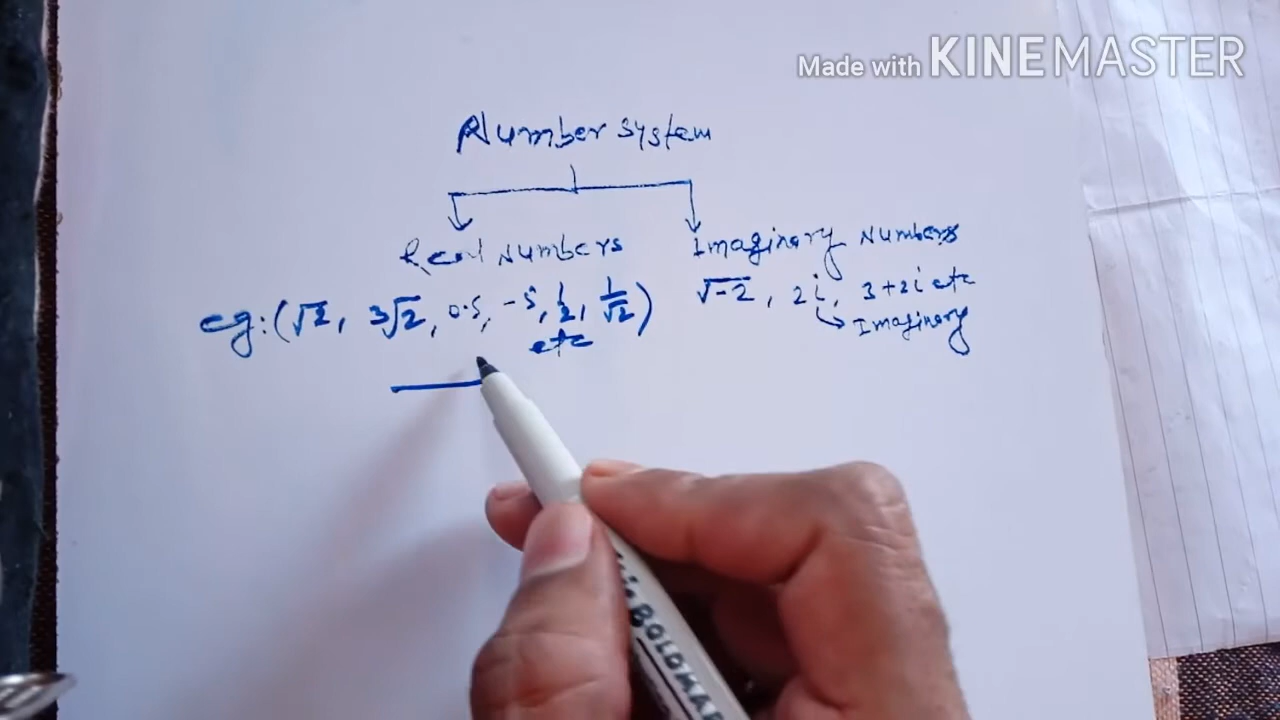 Made with KINEMASTER
Number system
Real Numbers
Imaginary Numbers
eg:(√2, 3√2, 0.5, -5, 1/2, 1/√2)
etc
√-2, 2i, 3+2i etc
Imaginary
BOLDMAR